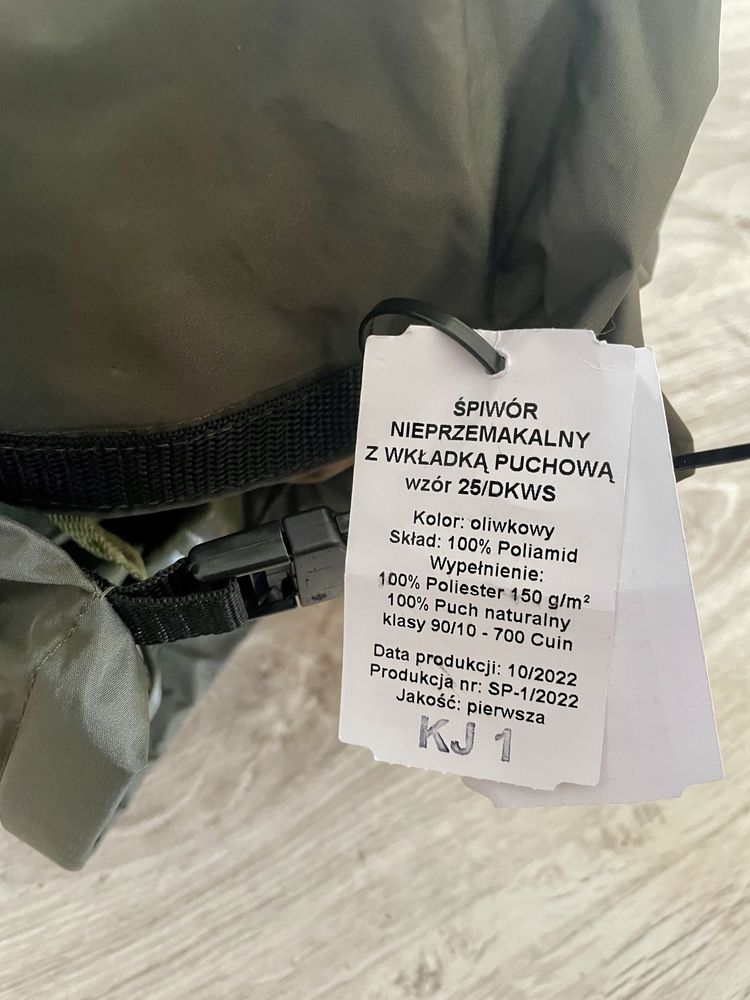 ŚPIWÓR
NIEPRZEMAKALNY
Z WKŁADKĄ PUCHOWĄ
wzór 25/DKWS
Kolor: oliwkowy
Skład: 100% Poliamid
Wypełnienie:
100% Poliester 150 g/m²
100% Puch naturalny
klasy 90/10 - 700 Cuin
Data produkcji: 10/2022
Produkcja nr: SP-1/2022
Jakość: pierwsza
KJ 1